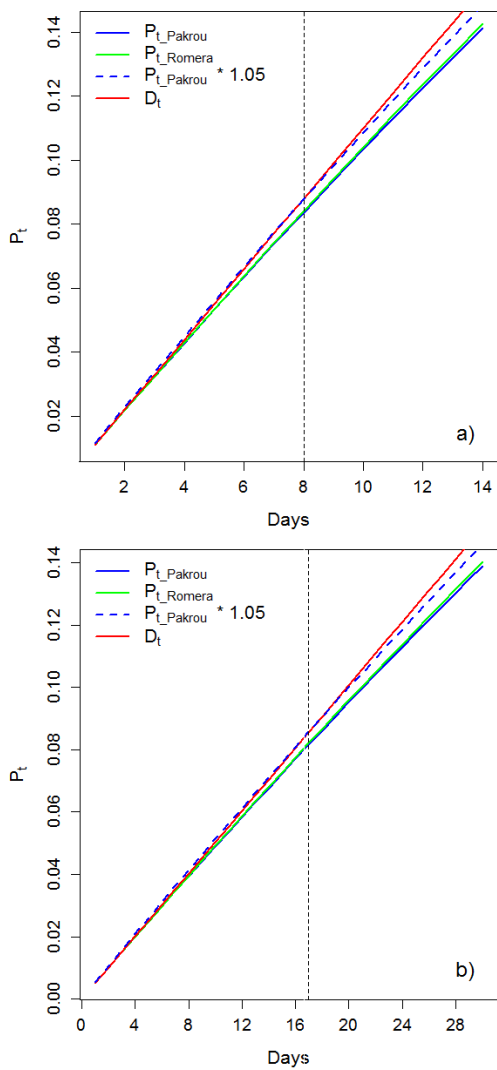 P_t
0.02 0.04 0.06 0.08 0.10 0.12 0.14
P_t_Pakrou
P_t_Romera
P_t_Pakrou * 1.05
D_t
a)
2 4 6 8 10 12 14
Days
P_t
0.00 0.02 0.04 0.06 0.08 0.10 0.12 0.14
P_t_Pakrou
P_t_Romera
P_t_Pakrou * 1.05
D_t
b)
0 4 8 12 16 20 24 28
Days